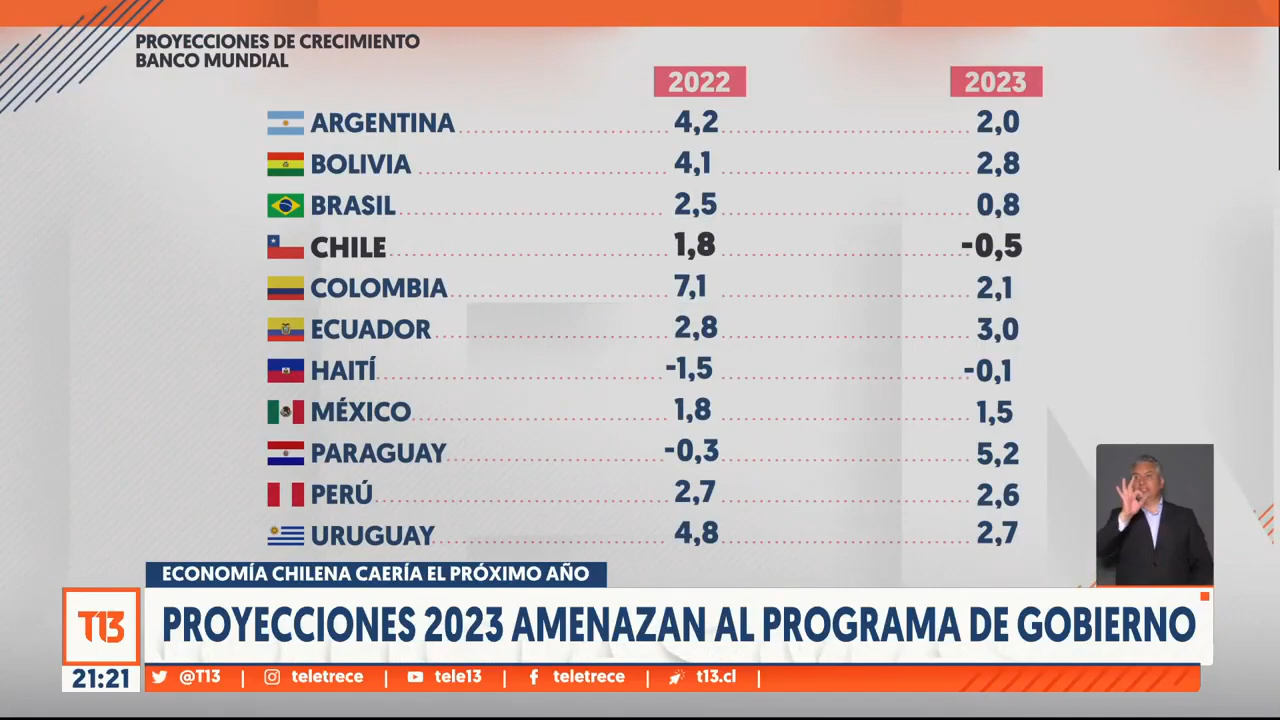 PROYECCIONES DE CRECIMIENTO
BANCO MUNDIAL
2022 2023
ARGENTINA 4,2 2,0
BOLIVIA 4,1 2,8
BRASIL 2,5 0,8
CHILE 1,8 -0,5
COLOMBIA 7,1 2,1
ECUADOR 2,8 3,0
HAITÍ -1,5 -0,1
MÉXICO 1,8 1,5
PARAGUAY -0,3 5,2
PERÚ 2,7 2,6
URUGUAY 4,8 2,7
ECONOMÍA CHILENA CAERÍA EL PRÓXIMO AÑO
T13 PROYECCIONES 2023 AMENAZAN AL PROGRAMA DE GOBIERNO
21:21 @T13 | teletrece | tele13 | teletrece | t13.cl |